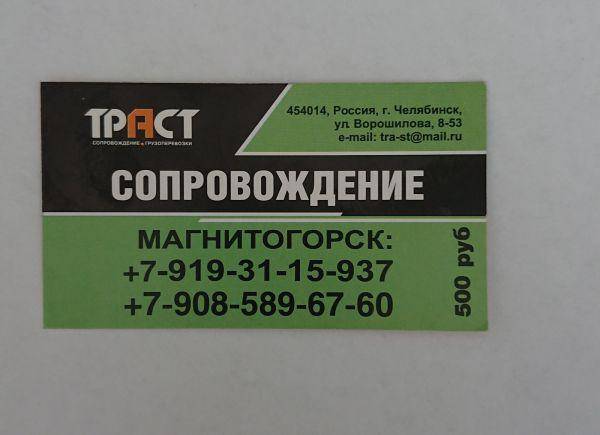 ТРАСТ
СОПРОВОЖДЕНИЕ ГРУЗОПЕРЕВОЗКИ
454014, Россия, г. Челябинск,
ул. Ворошилова, 8-53
e-mail: tra-st@mail.ru
СОПРОВОЖДЕНИЕ
МАГНИТОГОРСК:
+7-919-31-15-937
+7-908-589-67-60
500 руб